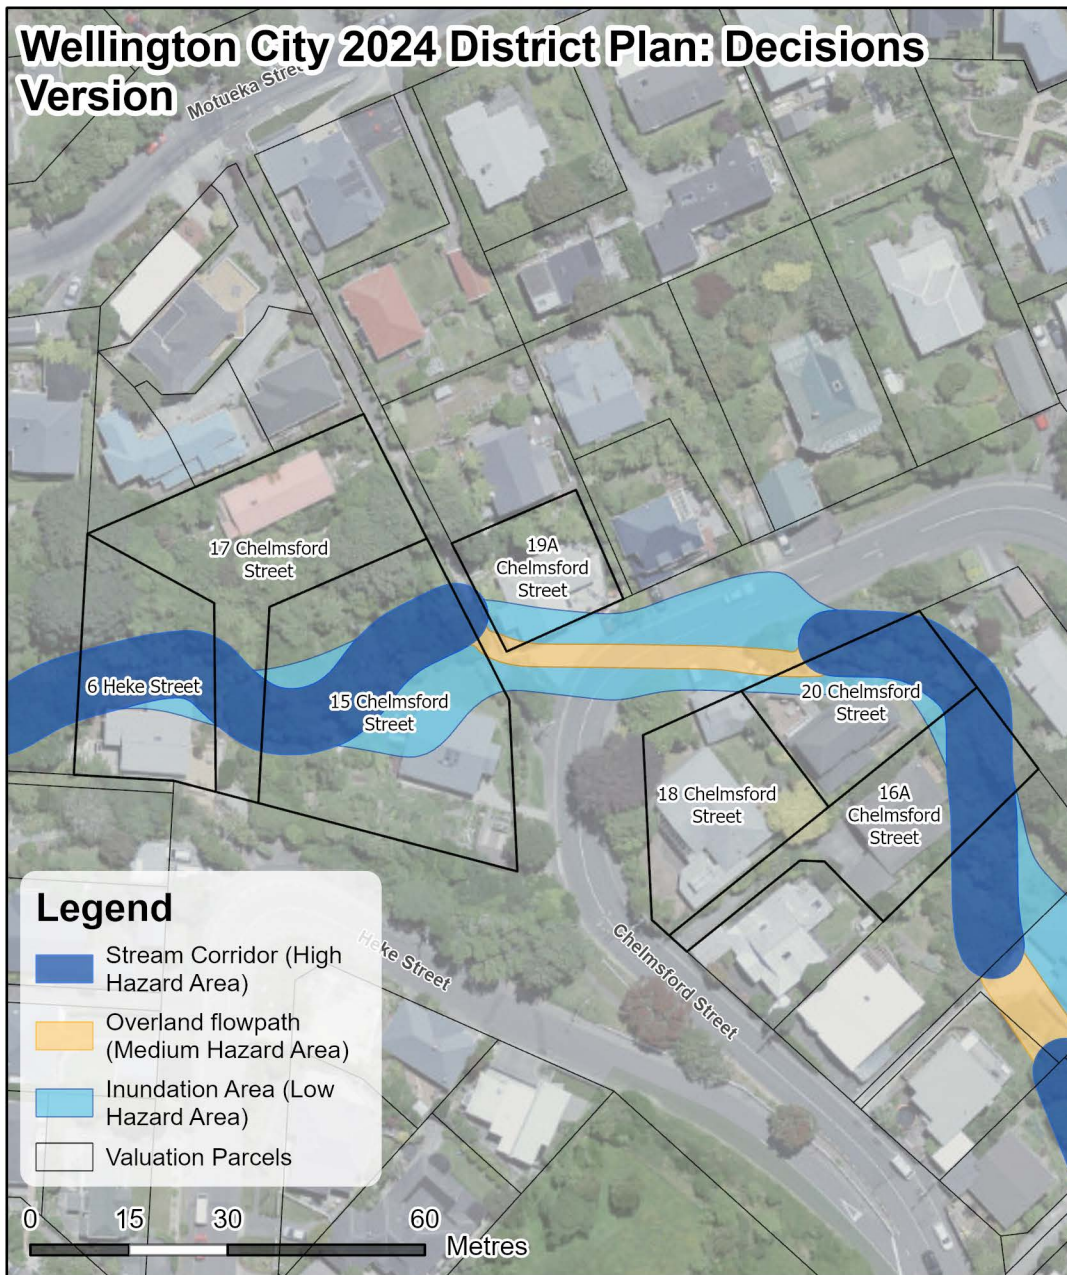 Wellington City 2024 District Plan: Decisions
Version
Motueka Stre
17 Chelmsford
Street
19A
Chelmsford
Street
6 Heke Street
15 Chelmsford
Street
20 Chelmsford
Street
18 Chelmsford
Street
16A
Chelmsford
Street
Heke Street
Chelmsford Street
Legend
Stream Corridor (High
Hazard Area)
Overland flowpath
(Medium Hazard Area)
Inundation Area (Low
Hazard Area)
Valuation Parcels
0 15 30 60
Metres